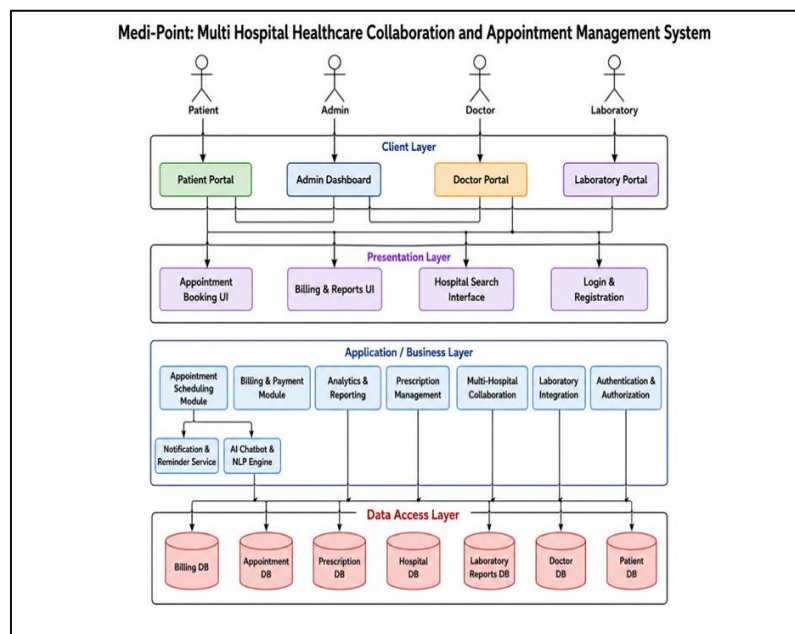 Medi-Point: Multi Hospital Healthcare Collaboration and Appointment Management System
Patient
Admin
Doctor
Laboratory
Client Layer
Patient Portal
Admin Dashboard
Doctor Portal
Laboratory Portal
Presentation Layer
Appointment
Booking UI
Billing & Reports UI
Hospital Search
Interface
Login &
Registration
Application / Business Layer
Appointment
Scheduling
Module
Billing & Payment
Module
Analytics &
Reporting
Prescription
Management
Multi-Hospital
Collaboration
Laboratory
Integration
Authentication &
Authorization
Notification &
Reminder Service
AI Chatbot &
NLP Engine
Data Access Layer
Billing DB
Appointment
DB
Prescription
DB
Hospital
DB
Laboratory
Reports DB
Doctor
DB
Patient
DB